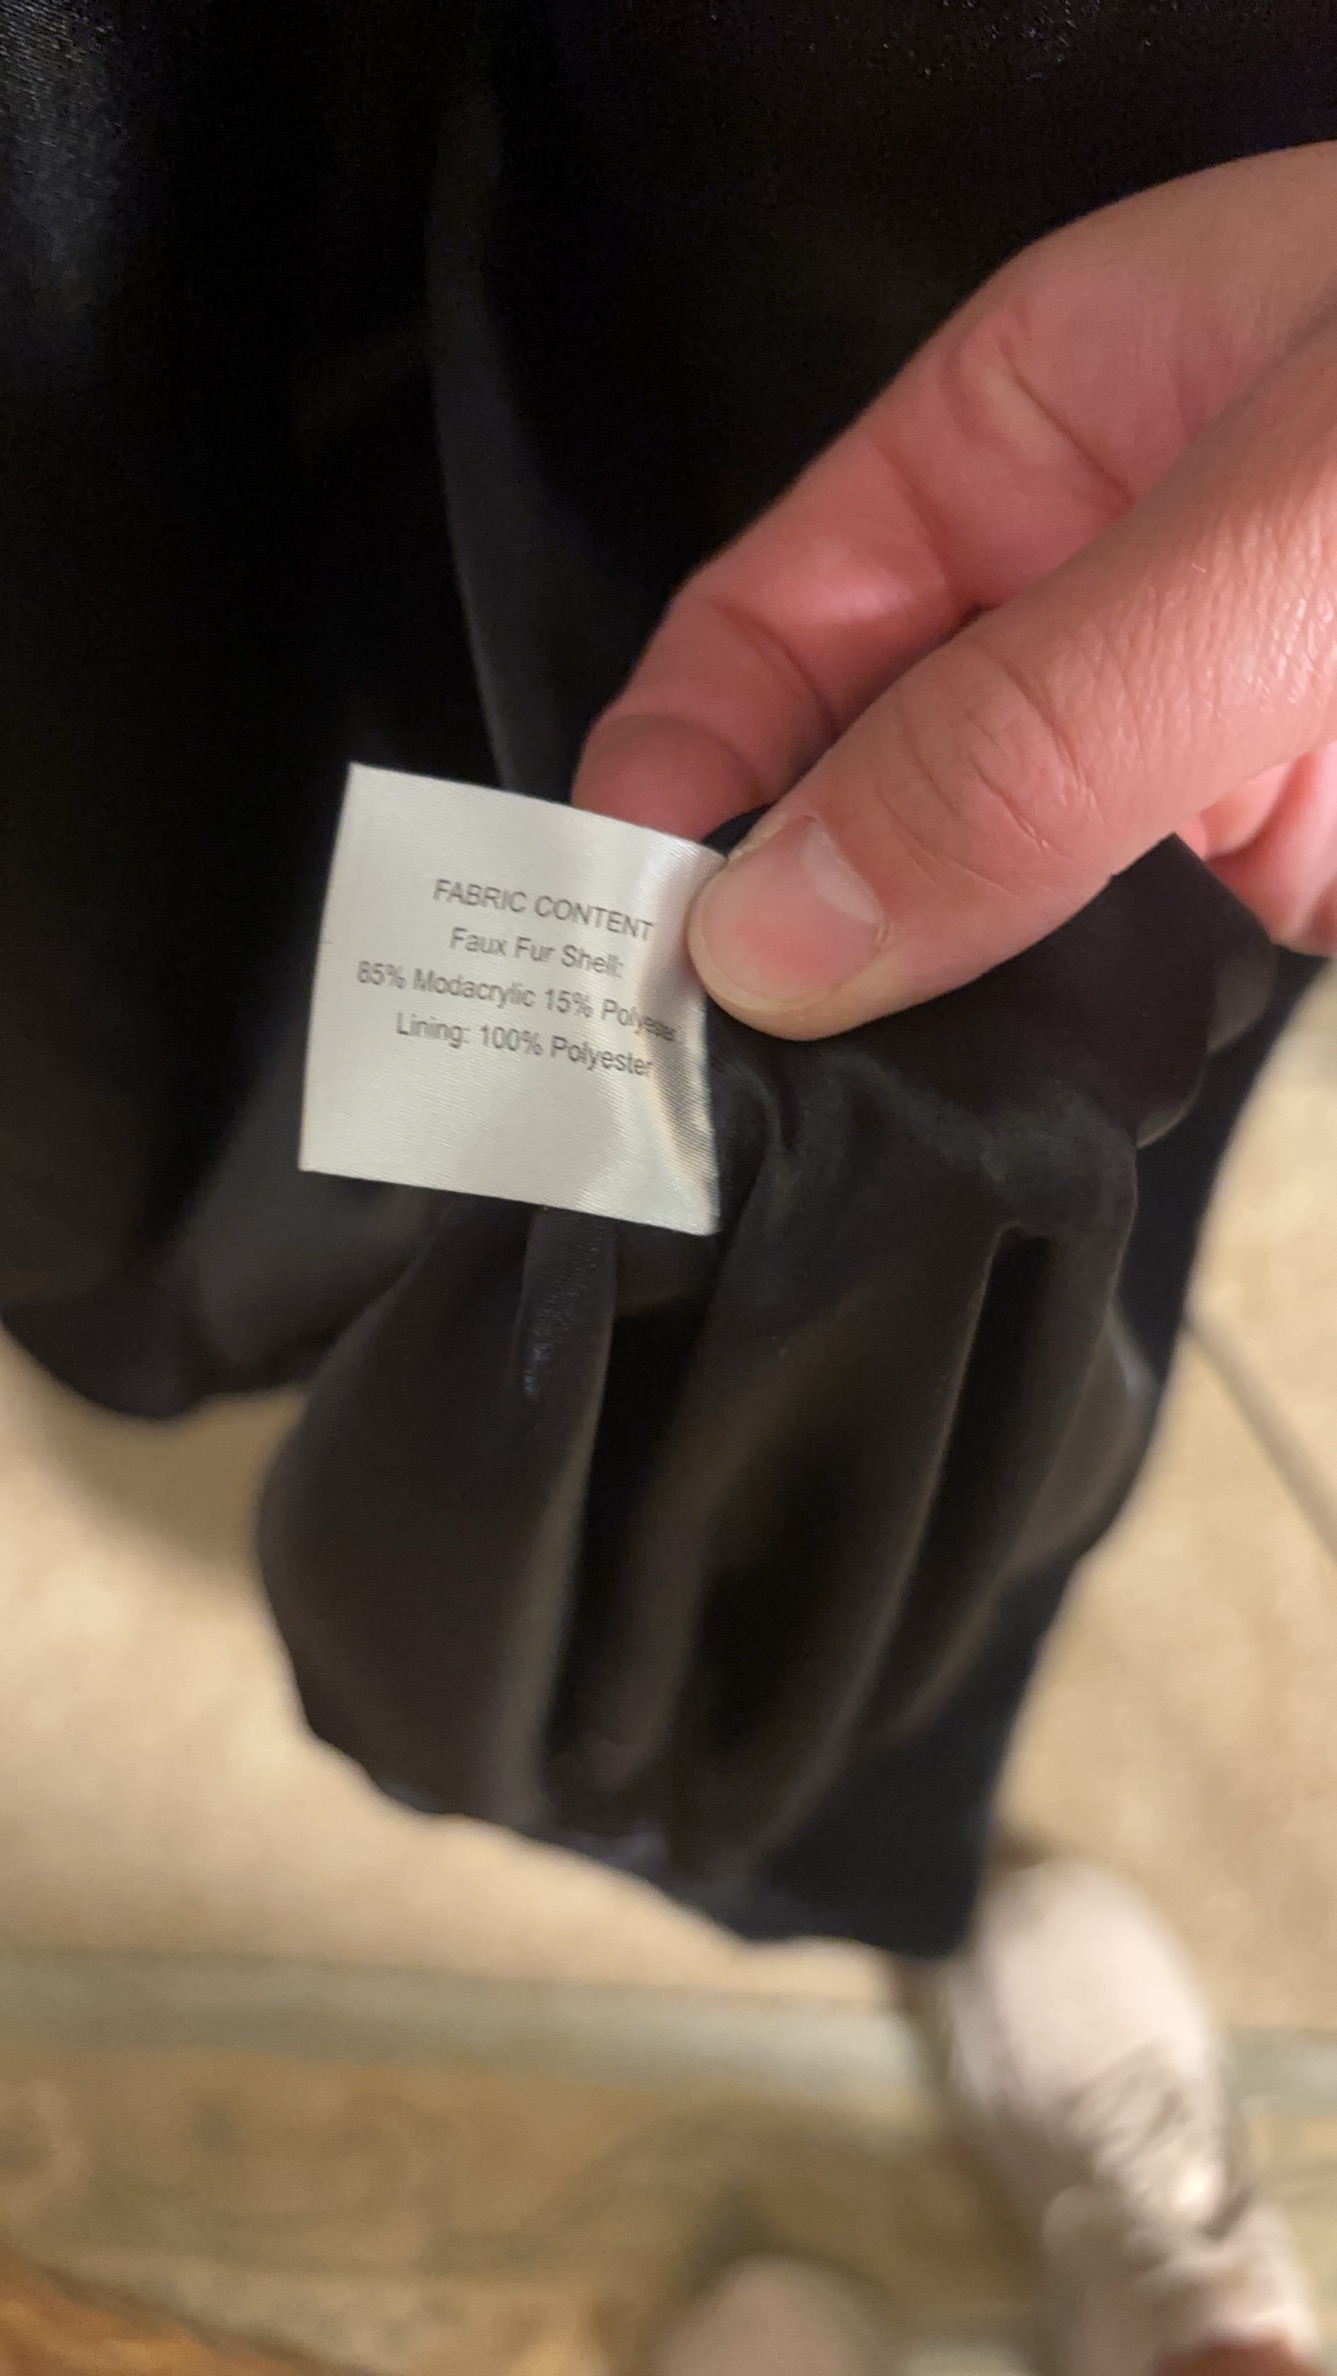 FABRIC CONTENT
Faux Fur Shell:
85% Modacrylic 15% Polyester
Lining: 100% Polyester